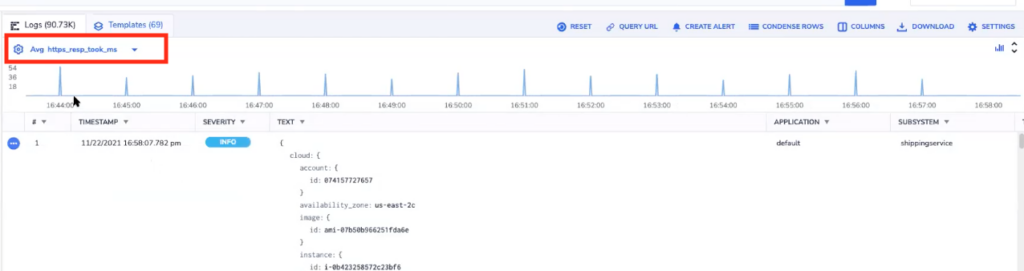 Logs (90.73K) Templates (69) RESET QUERY URL CREATE ALERT CONDENSE ROWS COLUMNS DOWNLOAD SETTINGS
Avg https_resp_took_ms
54
36
18
16:44:00 16:45:00 16:46:00 16:47:00 16:48:00 16:49:00 16:50:00 16:51:00 16:52:00 16:53:00 16:54:00 16:55:00 16:56:00 16:57:00 16:58:00
# TIMESTAMP SEVERITY TEXT APPLICATION SUBSYSTEM
1 11/22/2021 16:58:07.782 pm INFO { default shippingservice
cloud: {
account: {
id: 074157727657
}
availability_zone: us-east-2c
image: {
id: ami-07b50b966251fda6e
}
instance: {
id: i-0b423258572c23bf6